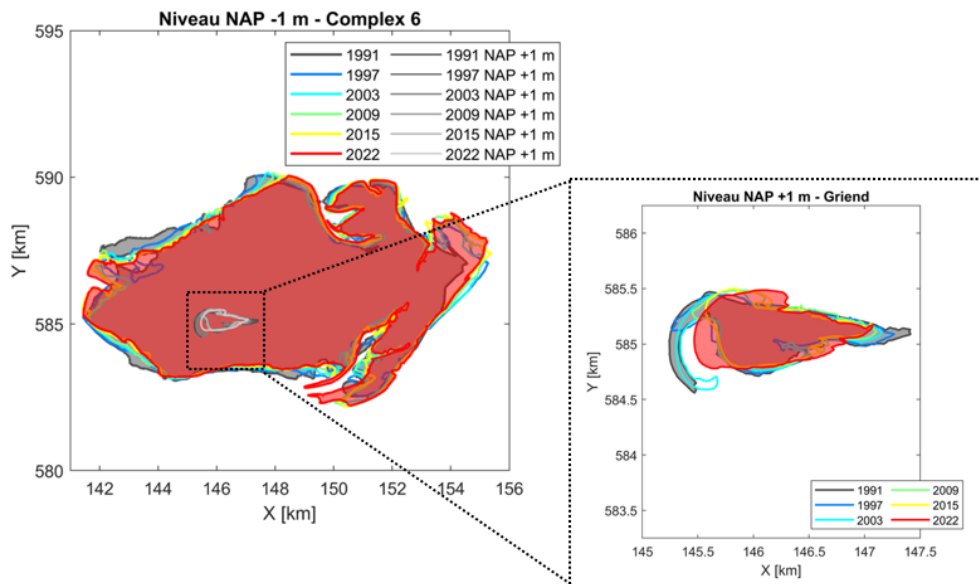 Niveau NAP -1 m - Complex 6
595
590
585
580
Y [km]
142 144 146 148 150 152 154 156
X [km]
1991 1991 NAP +1 m
1997 1997 NAP +1 m
2003 2003 NAP +1 m
2009 2009 NAP +1 m
2015 2015 NAP +1 m
2022 2022 NAP +1 m
Niveau NAP +1 m - Griend
586
585.5
585
584.5
584
583.5
Y [km]
145 145.5 146 146.5 147 147.5
X [km]
1991 2009
1997 2015
2003 2022